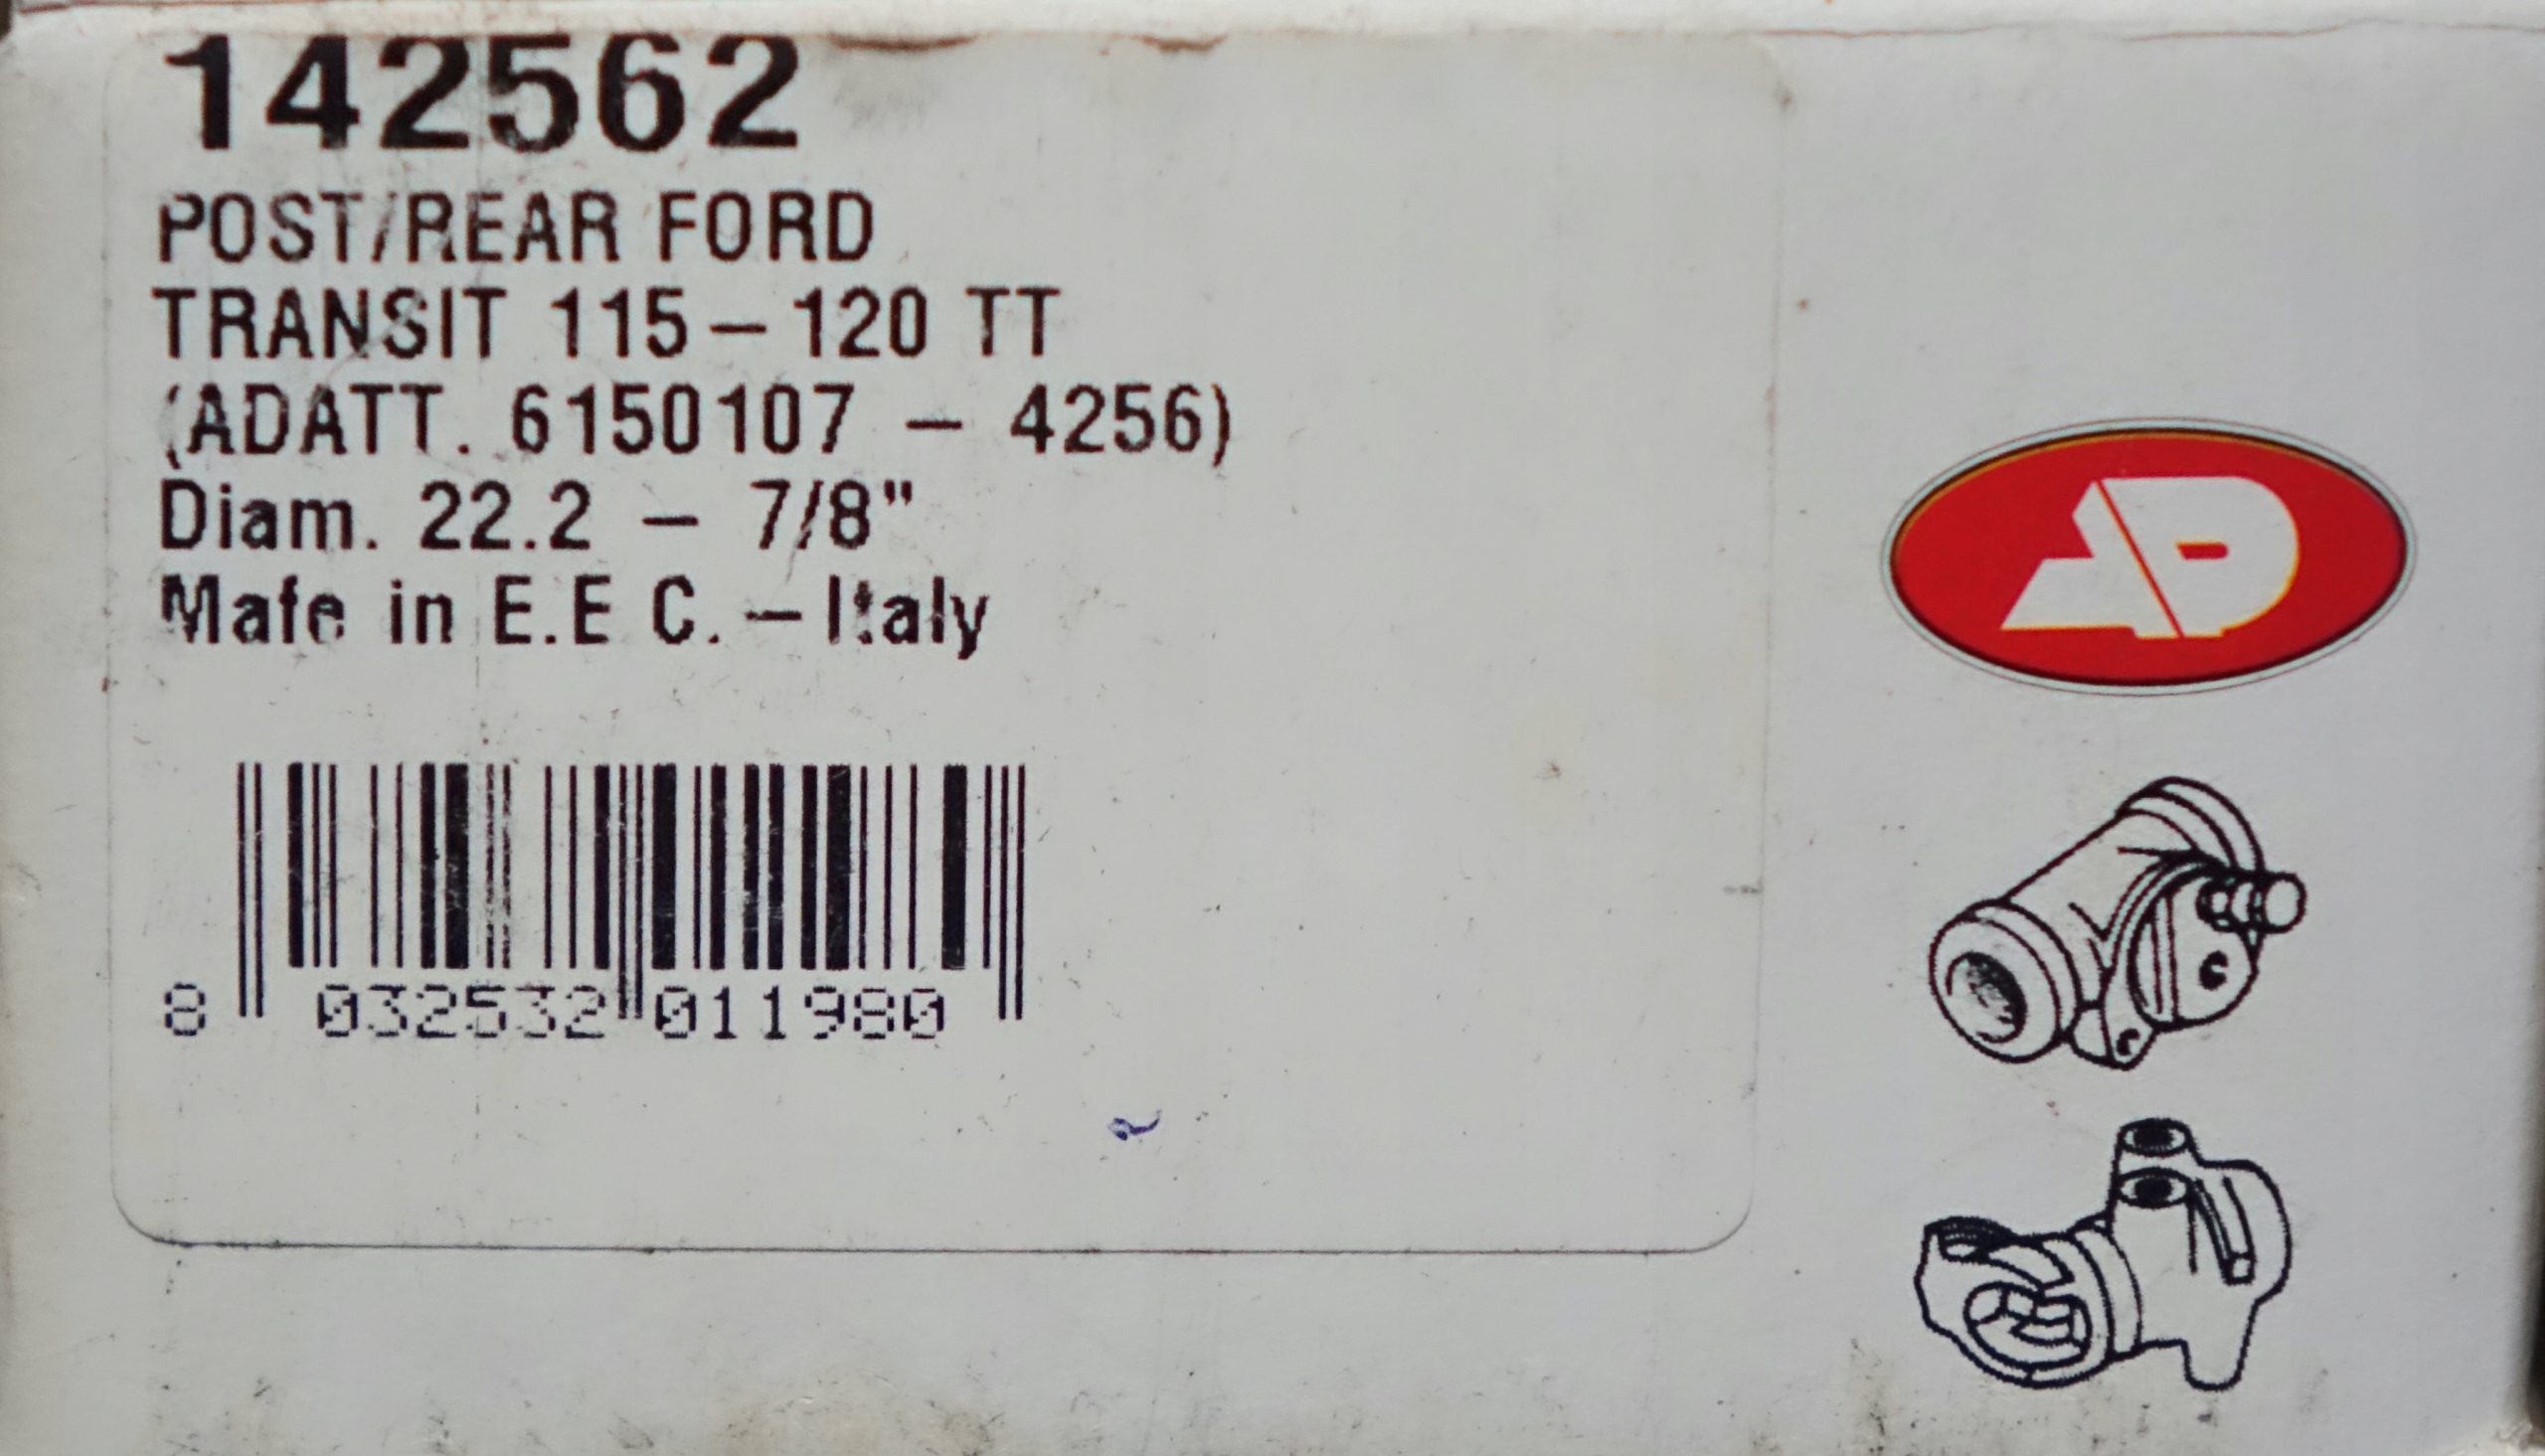 142562
POST/REAR FORD
TRANSIT 115 – 120 TT
(ADATT. 6150107 – 4256)
Diam. 22.2 – 7/8"
Mafe in E.E C. – Italy
8 032532 011980
AP